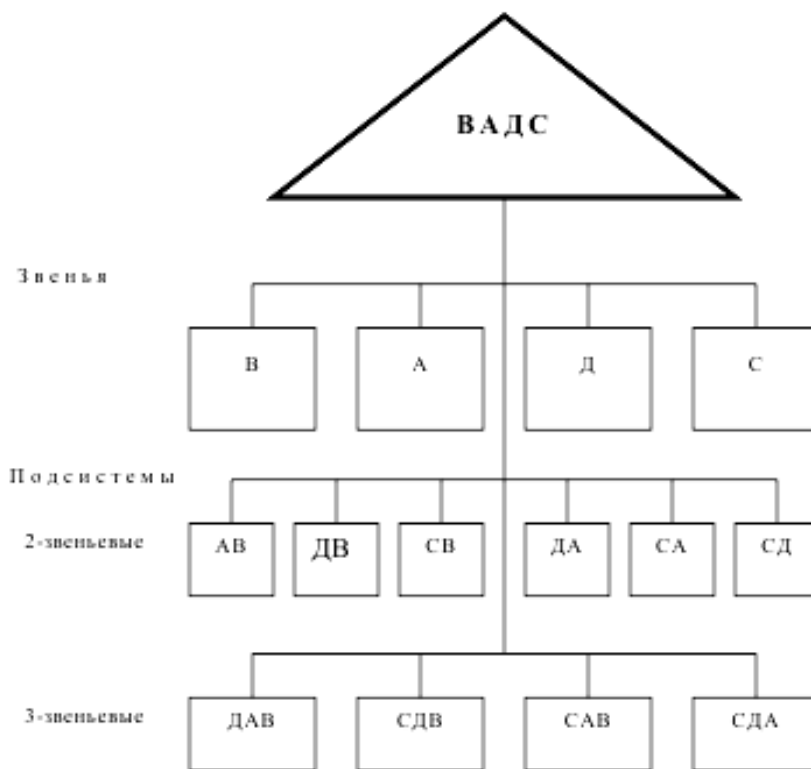 ВАДС
Звенья
В А Д С
Подсистемы
2-звеньевые АВ ДВ СВ ДА СА СД
3-звеньевые ДАВ СДВ САВ СДА